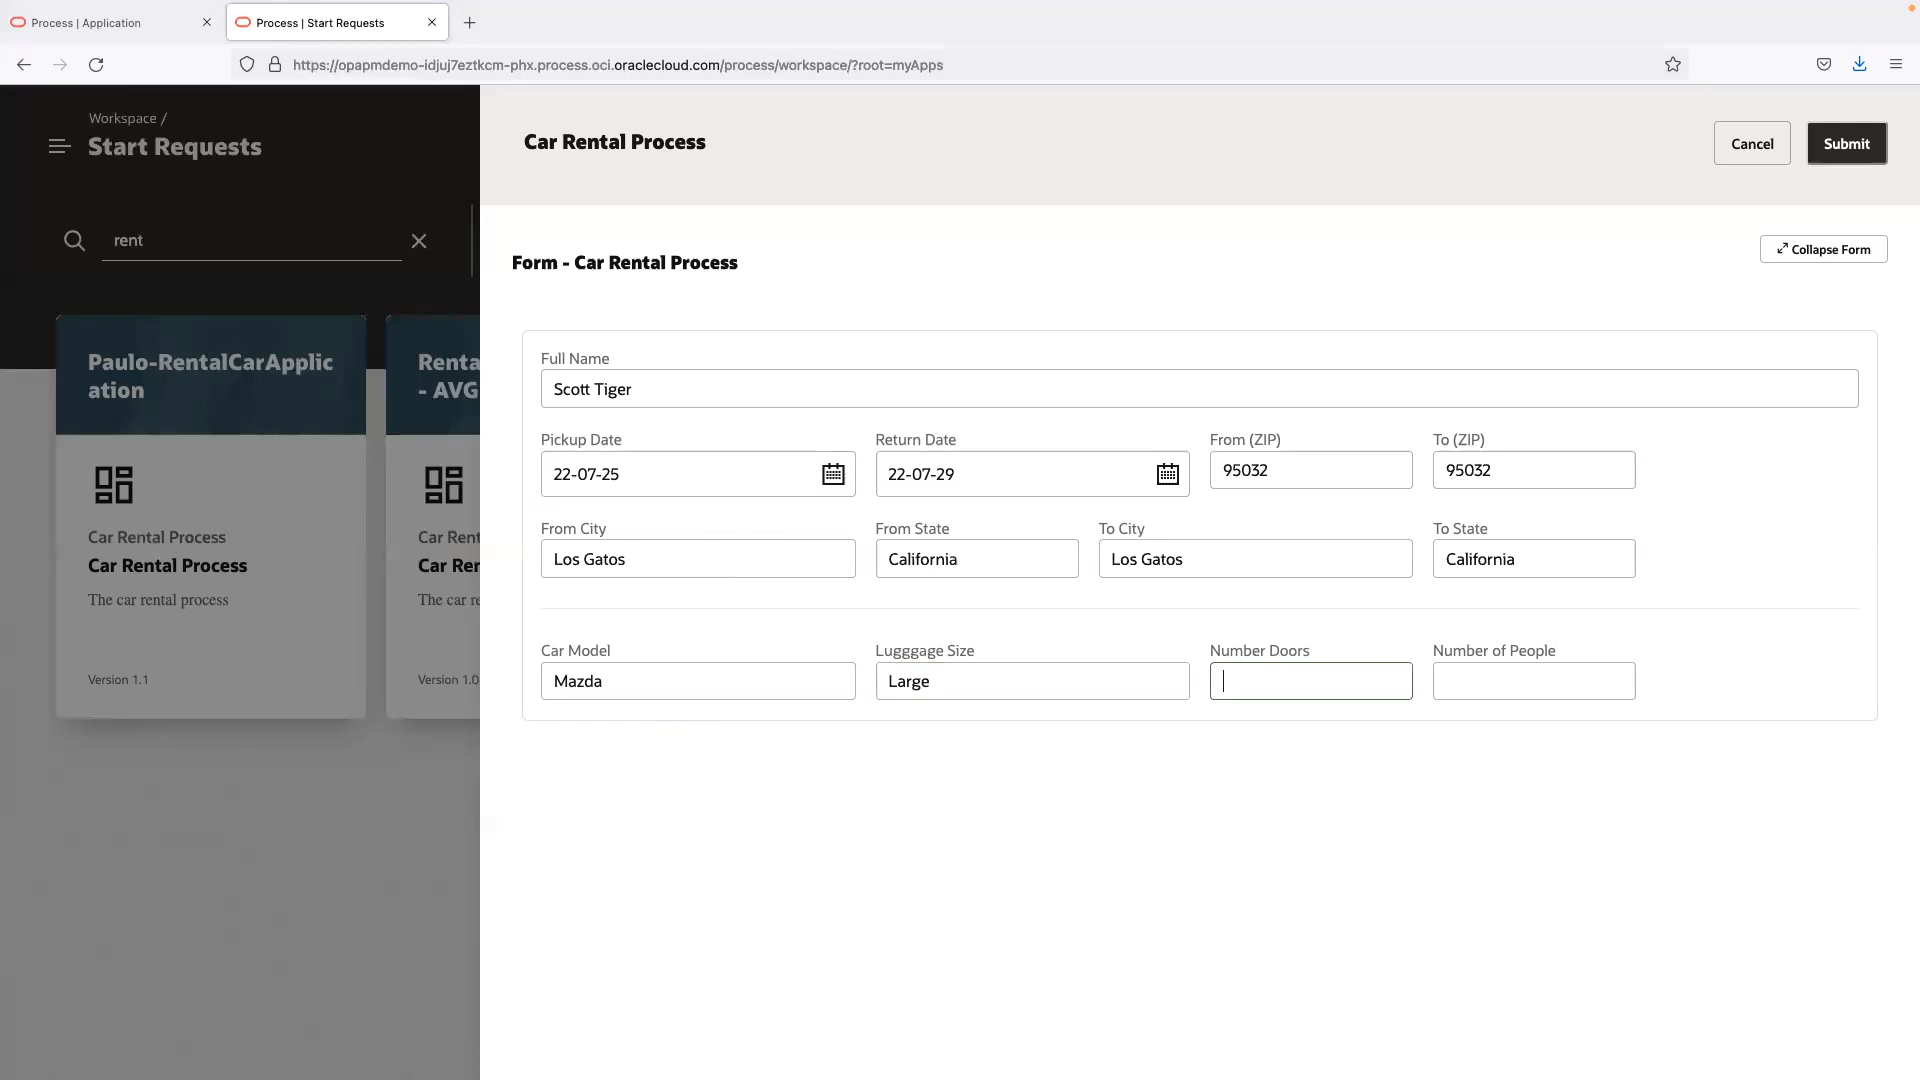 Process | Application
Process | Start Requests
https://opapmdemo-idjuj7eztkcm-phx.process.oci.oraclecloud.com/process/workspace/?root=myApps
Workspace /
Start Requests
rent
Paulo-RentalCarApplic
ation
Car Rental Process
Car Rental Process
The car rental process
Version 1.1
Renta
- AVG
Car Rent
Car Rer
The car re
Version 1.0
Car Rental Process
Cancel
Submit
Form - Car Rental Process
Collapse Form
Full Name
Scott Tiger
Pickup Date
Return Date
From (ZIP)
To (ZIP)
22-07-25
22-07-29
95032
95032
From City
From State
To City
To State
Los Gatos
California
Los Gatos
California
Car Model
Lugggage Size
Number Doors
Number of People
Mazda
Large